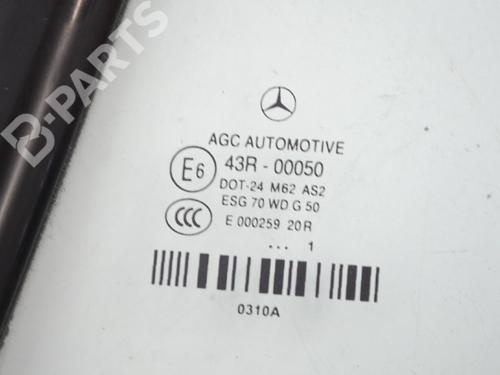 B-PARTS
AGC AUTOMOTIVE
E6
43R - 00050
DOT-24 M62 AS2
ESG 70 WD G 50
CCC
E 000259 20R
... 1
0310A